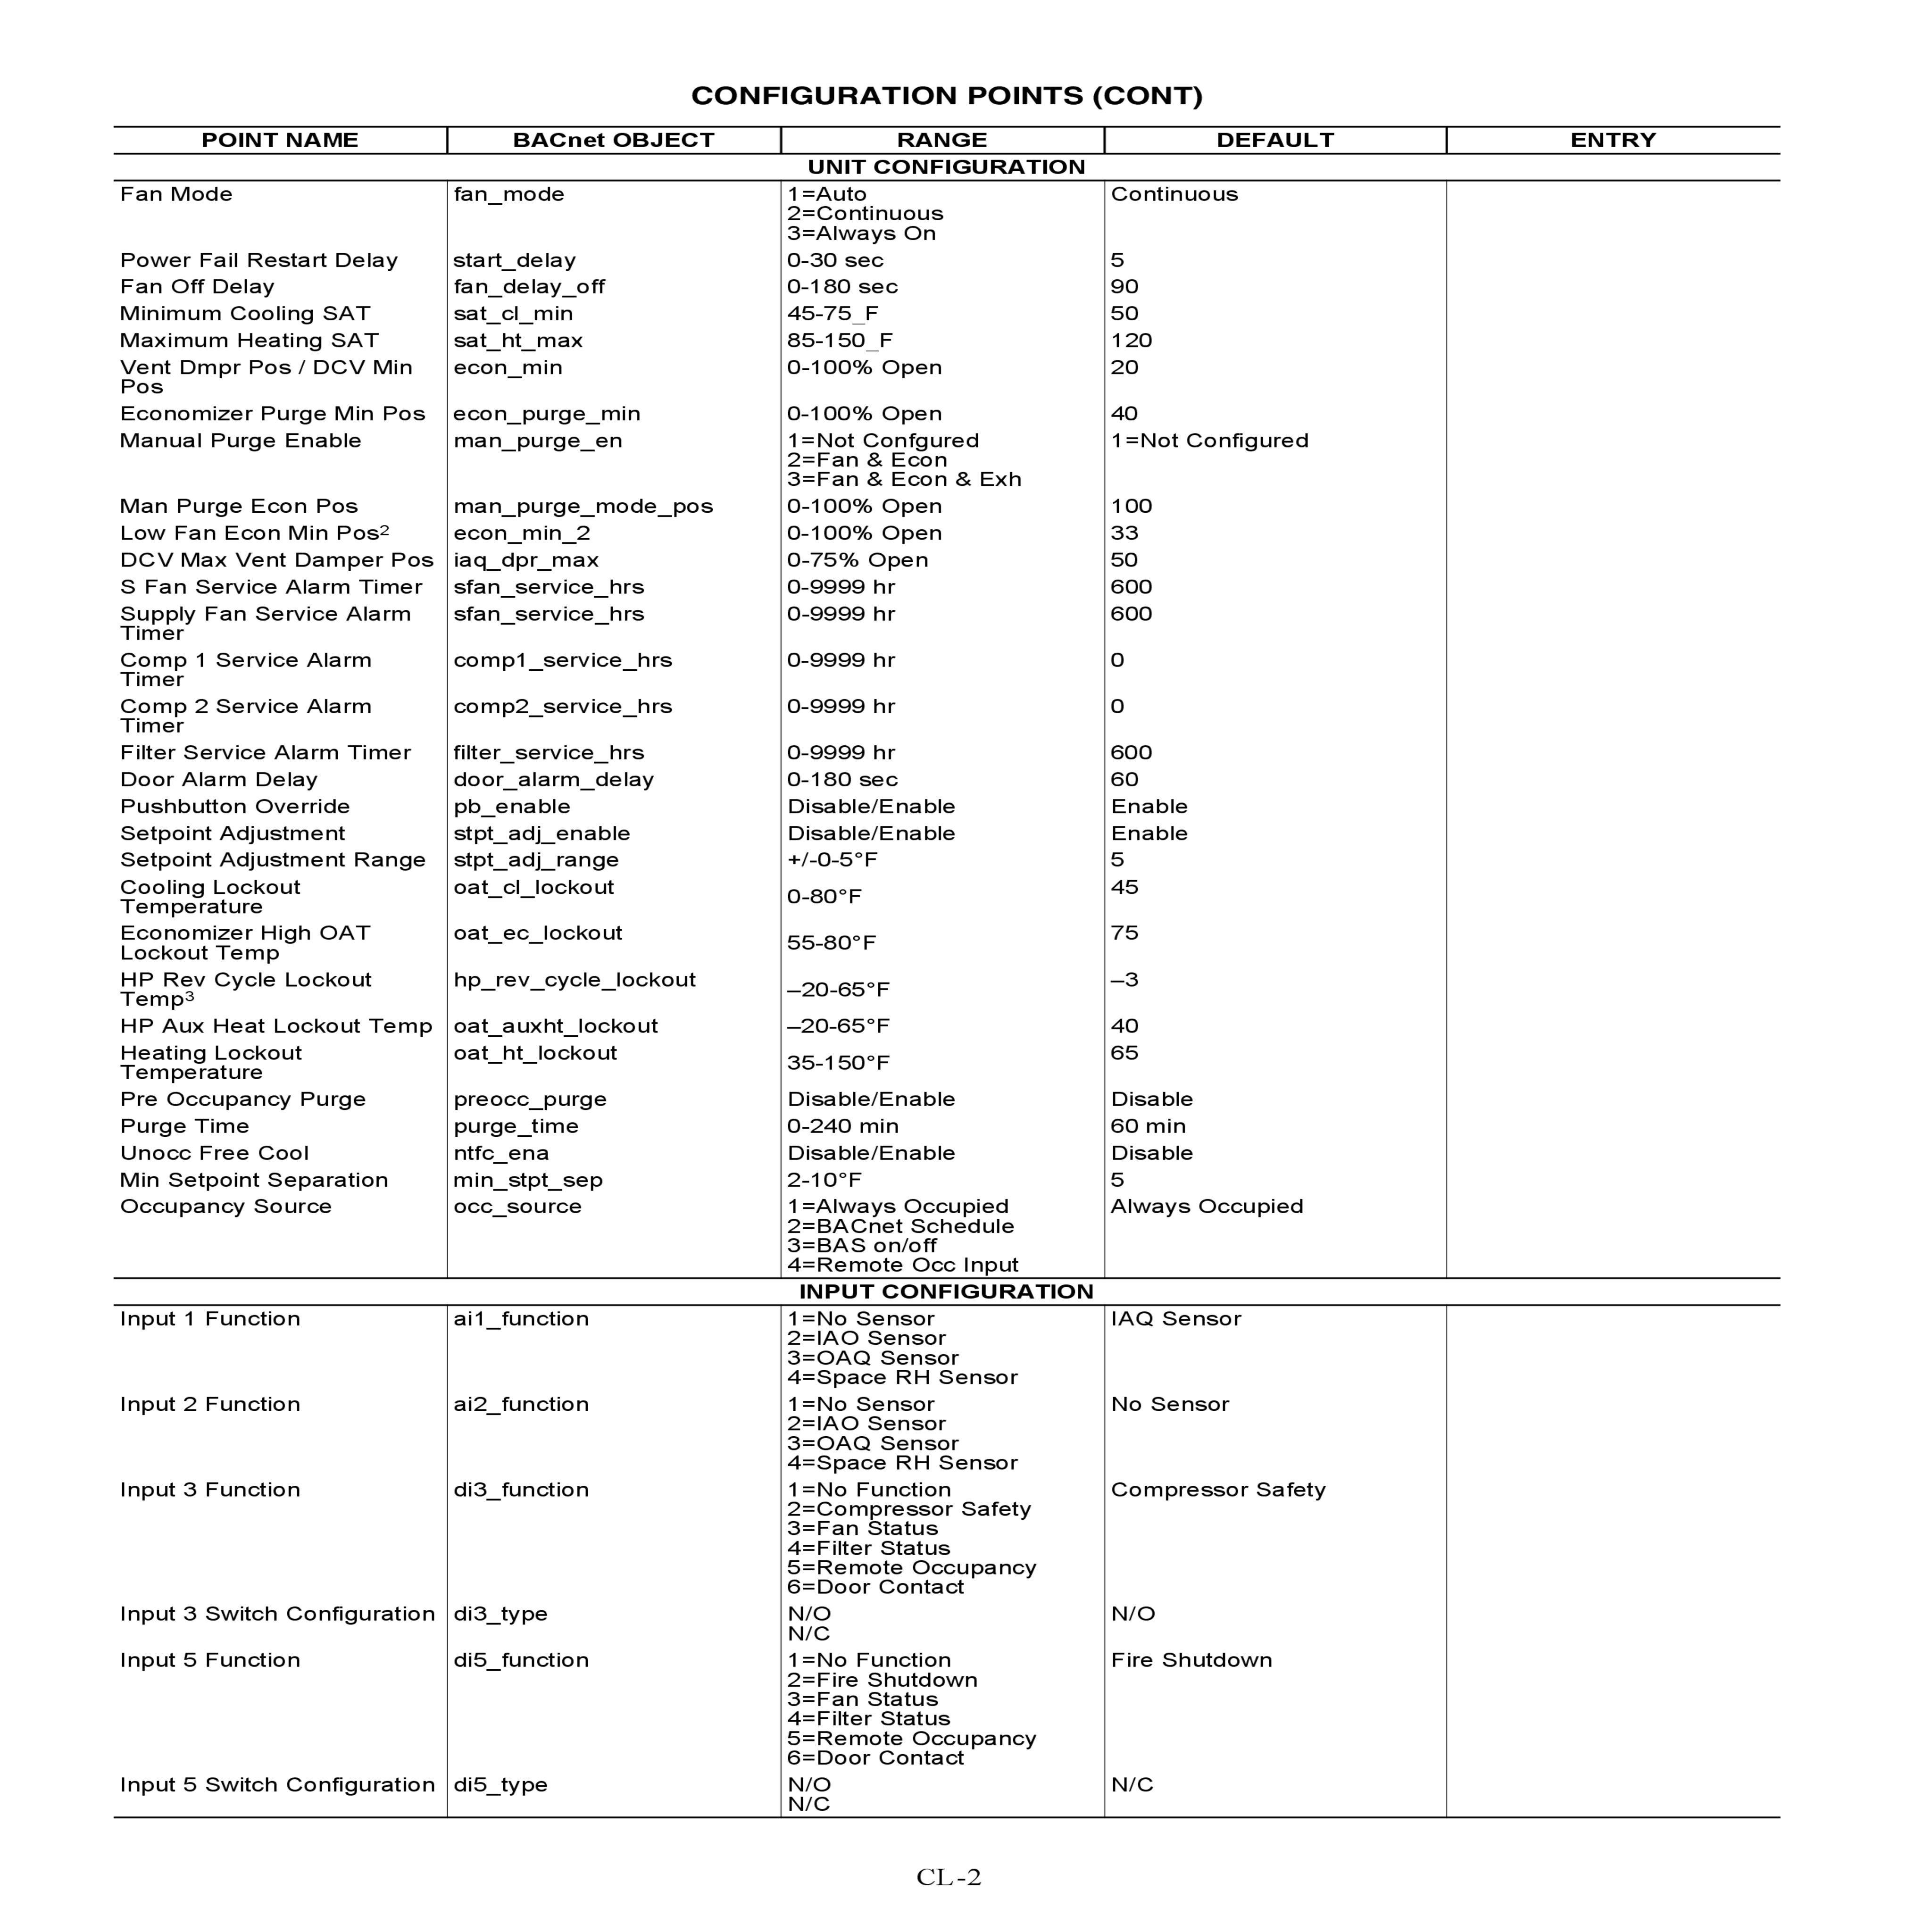 CONFIGURATION POINTS (CONT)
POINT NAME BACnet OBJECT RANGE DEFAULT ENTRY
UNIT CONFIGURATION
Fan Mode fan_mode 1=Auto Continuous
2=Continuous
3=Always On
Power Fail Restart Delay start_delay 0-30 sec 5
Fan Off Delay fan_delay_off 0-180 sec 90
Minimum Cooling SAT sat_cl_min 45-75_F 50
Maximum Heating SAT sat_ht_max 85-150_F 120
Vent Dmpr Pos / DCV Min econ_min 0-100% Open 20
Pos
Economizer Purge Min Pos econ_purge_min 0-100% Open 40
Manual Purge Enable man_purge_en 1=Not Confgured 1=Not Configured
2=Fan & Econ
3=Fan & Econ & Exh
Man Purge Econ Pos man_purge_mode_pos 0-100% Open 100
Low Fan Econ Min Pos² econ_min_2 0-100% Open 33
DCV Max Vent Damper Pos iaq_dpr_max 0-75% Open 50
S Fan Service Alarm Timer sfan_service_hrs 0-9999 hr 600
Supply Fan Service Alarm sfan_service_hrs 0-9999 hr 600
Timer
Comp 1 Service Alarm comp1_service_hrs 0-9999 hr 0
Timer
Comp 2 Service Alarm comp2_service_hrs 0-9999 hr 0
Timer
Filter Service Alarm Timer filter_service_hrs 0-9999 hr 600
Door Alarm Delay door_alarm_delay 0-180 sec 60
Pushbutton Override pb_enable Disable/Enable Enable
Setpoint Adjustment stpt_adj_enable Disable/Enable Enable
Setpoint Adjustment Range stpt_adj_range +/-0-5°F 5
Cooling Lockout oat_cl_lockout 0-80°F 45
Temperature
Economizer High OAT oat_ec_lockout 55-80°F 75
Lockout Temp
HP Rev Cycle Lockout hp_rev_cycle_lockout –20-65°F –3
Temp³
HP Aux Heat Lockout Temp oat_auxht_lockout –20-65°F 40
Heating Lockout oat_ht_lockout 35-150°F 65
Temperature
Pre Occupancy Purge preocc_purge Disable/Enable Disable
Purge Time purge_time 0-240 min 60 min
Unocc Free Cool ntfc_ena Disable/Enable Disable
Min Setpoint Separation min_stpt_sep 2-10°F 5
Occupancy Source occ_source 1=Always Occupied Always Occupied
2=BACnet Schedule
3=BAS on/off
4=Remote Occ Input
INPUT CONFIGURATION
Input 1 Function ai1_function 1=No Sensor IAQ Sensor
2=IAO Sensor
3=OAQ Sensor
4=Space RH Sensor
Input 2 Function ai2_function 1=No Sensor No Sensor
2=IAO Sensor
3=OAQ Sensor
4=Space RH Sensor
Input 3 Function di3_function 1=No Function Compressor Safety
2=Compressor Safety
3=Fan Status
4=Filter Status
5=Remote Occupancy
6=Door Contact
Input 3 Switch Configuration di3_type N/O N/O
N/C
Input 5 Function di5_function 1=No Function Fire Shutdown
2=Fire Shutdown
3=Fan Status
4=Filter Status
5=Remote Occupancy
6=Door Contact
Input 5 Switch Configuration di5_type N/O N/C
N/C
CL-2